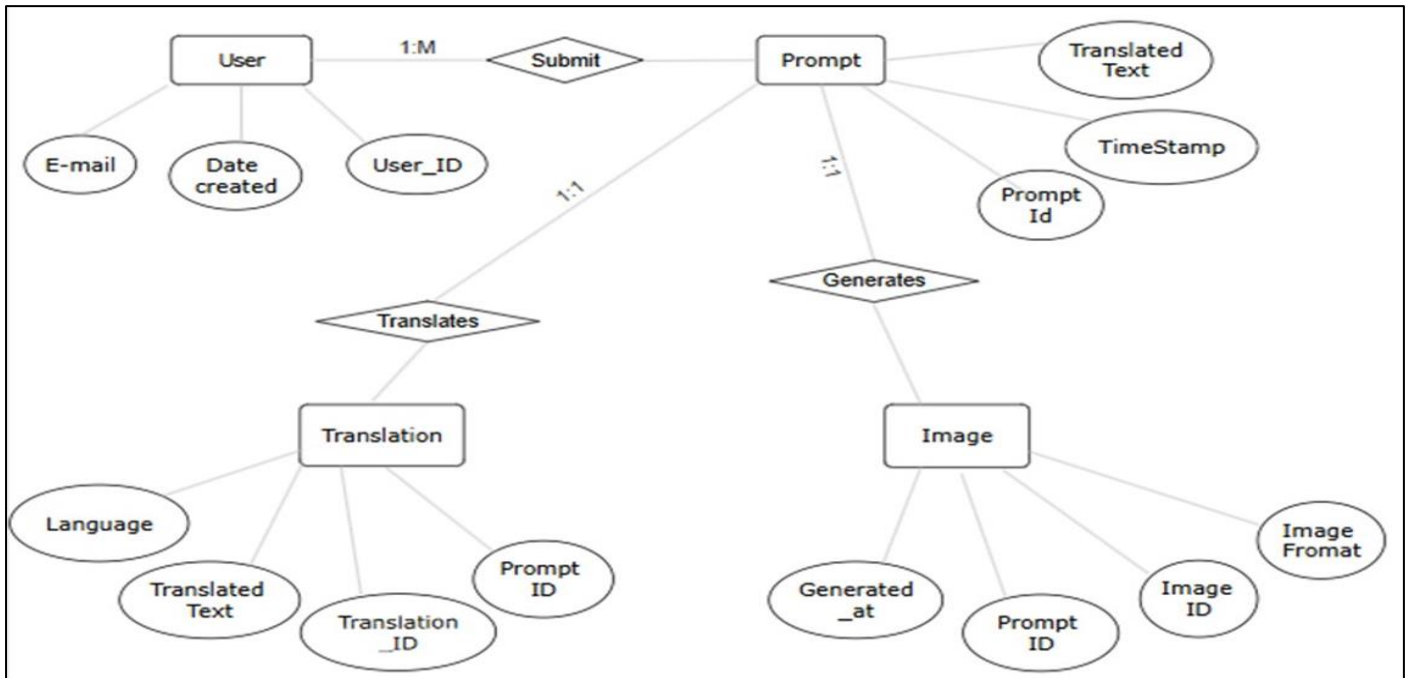 User
1:M
Submit
Prompt
Translated
Text
TimeStamp
Prompt
Id
E-mail
Date
created
User_ID
1:1
1:1
Generates
Translates
Translation
Image
Language
Translated
Text
Translation
_ID
Prompt
ID
Generated
_at
Prompt
ID
Image
ID
Image
Fromat